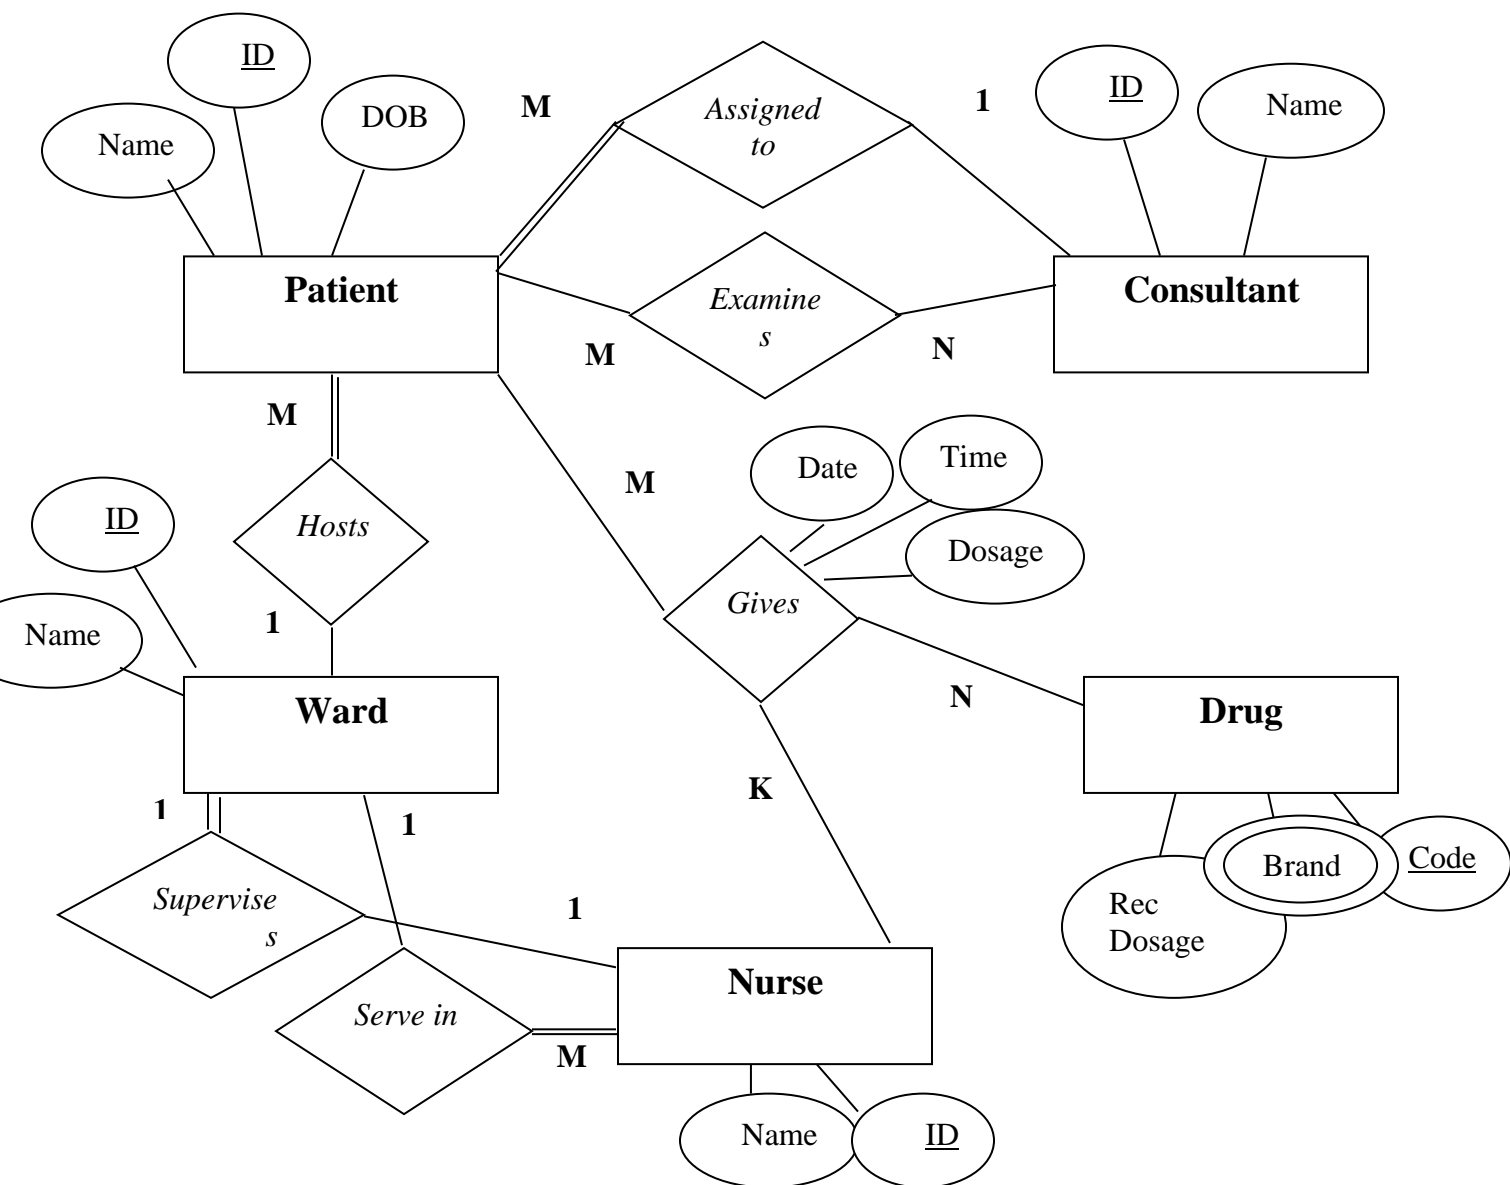 ID
Name
DOB
M
Assigned
to
1
ID
Name
Patient
Examine
s
M
N
Consultant
M
Hosts
1
M
Date
Time
Dosage
Gives
N
K
ID
Name
Ward
Drug
1
1
Supervise
s
1
Serve in
M
Rec
Dosage
Brand
Code
Nurse
Name
ID